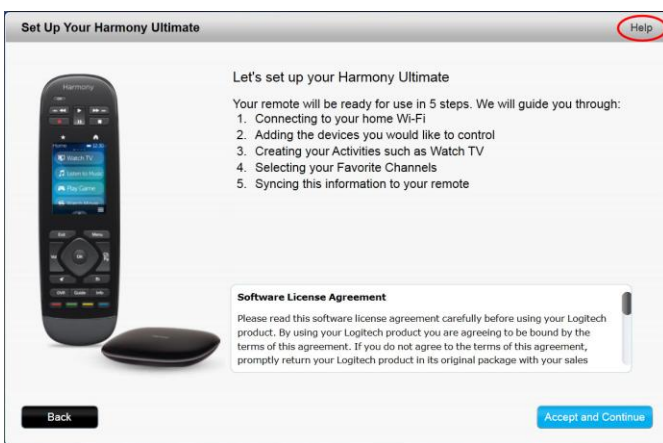 Set Up Your Harmony Ultimate
Help
Let's set up your Harmony Ultimate
Your remote will be ready for use in 5 steps. We will guide you through:
1. Connecting to your home Wi-Fi
2. Adding the devices you would like to control
3. Creating your Activities such as Watch TV
4. Selecting your Favorite Channels
5. Syncing this information to your remote
Harmony
Home
Watch TV
Listen to Music
Play Game
Exit
Menu
Vol
OK
DVR
Guide
Info
Software License Agreement
Please read this software license agreement carefully before using your Logitech
product. By using your Logitech product you are agreeing to be bound by the
terms of this agreement. If you do not agree to the terms of this agreement,
promptly return your Logitech product in its original package with your sales
Back
Accept and Continue